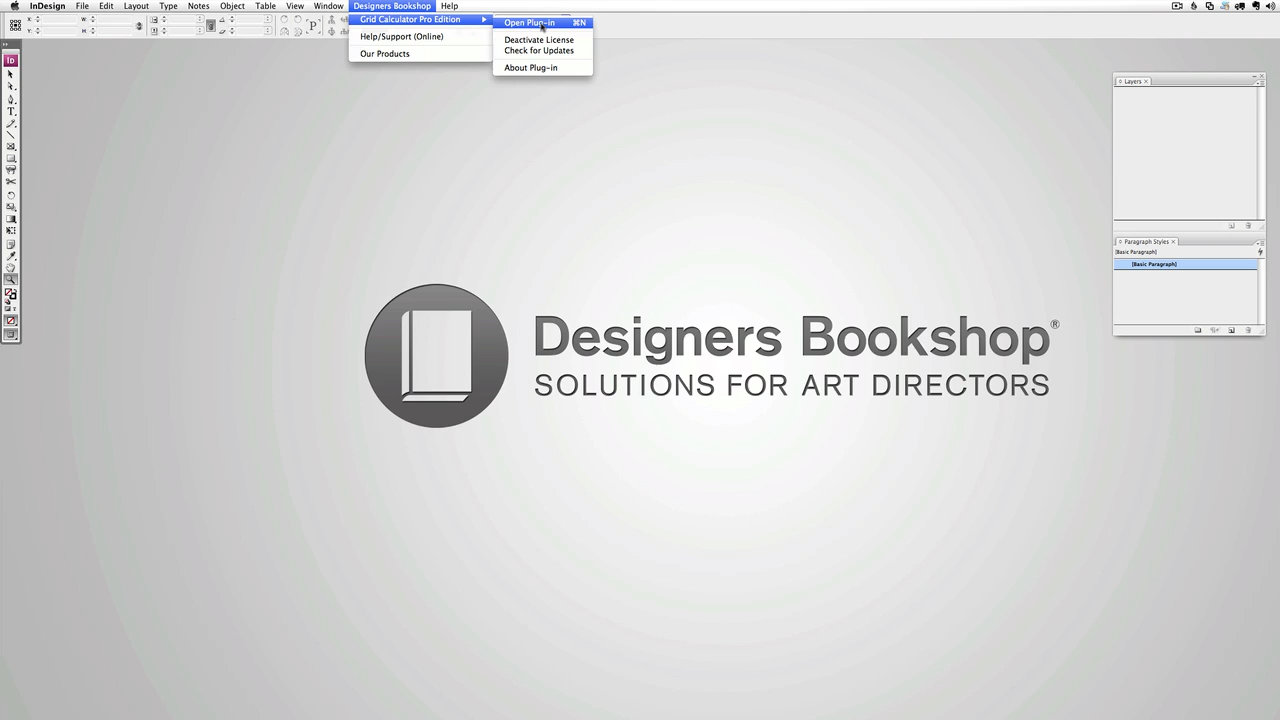 InDesign File Edit Layout Type Notes Object Table View Window Designers Bookshop Help
X: W:
Y: H:
Grid Calculator Pro Edition
Help/Support (Online)
Our Products
Open Plug-in ⌘N
Deactivate License
Check for Updates
About Plug-in
Id
Layers
Paragraph Styles
[Basic Paragraph]
[Basic Paragraph]
Designers Bookshop®
SOLUTIONS FOR ART DIRECTORS